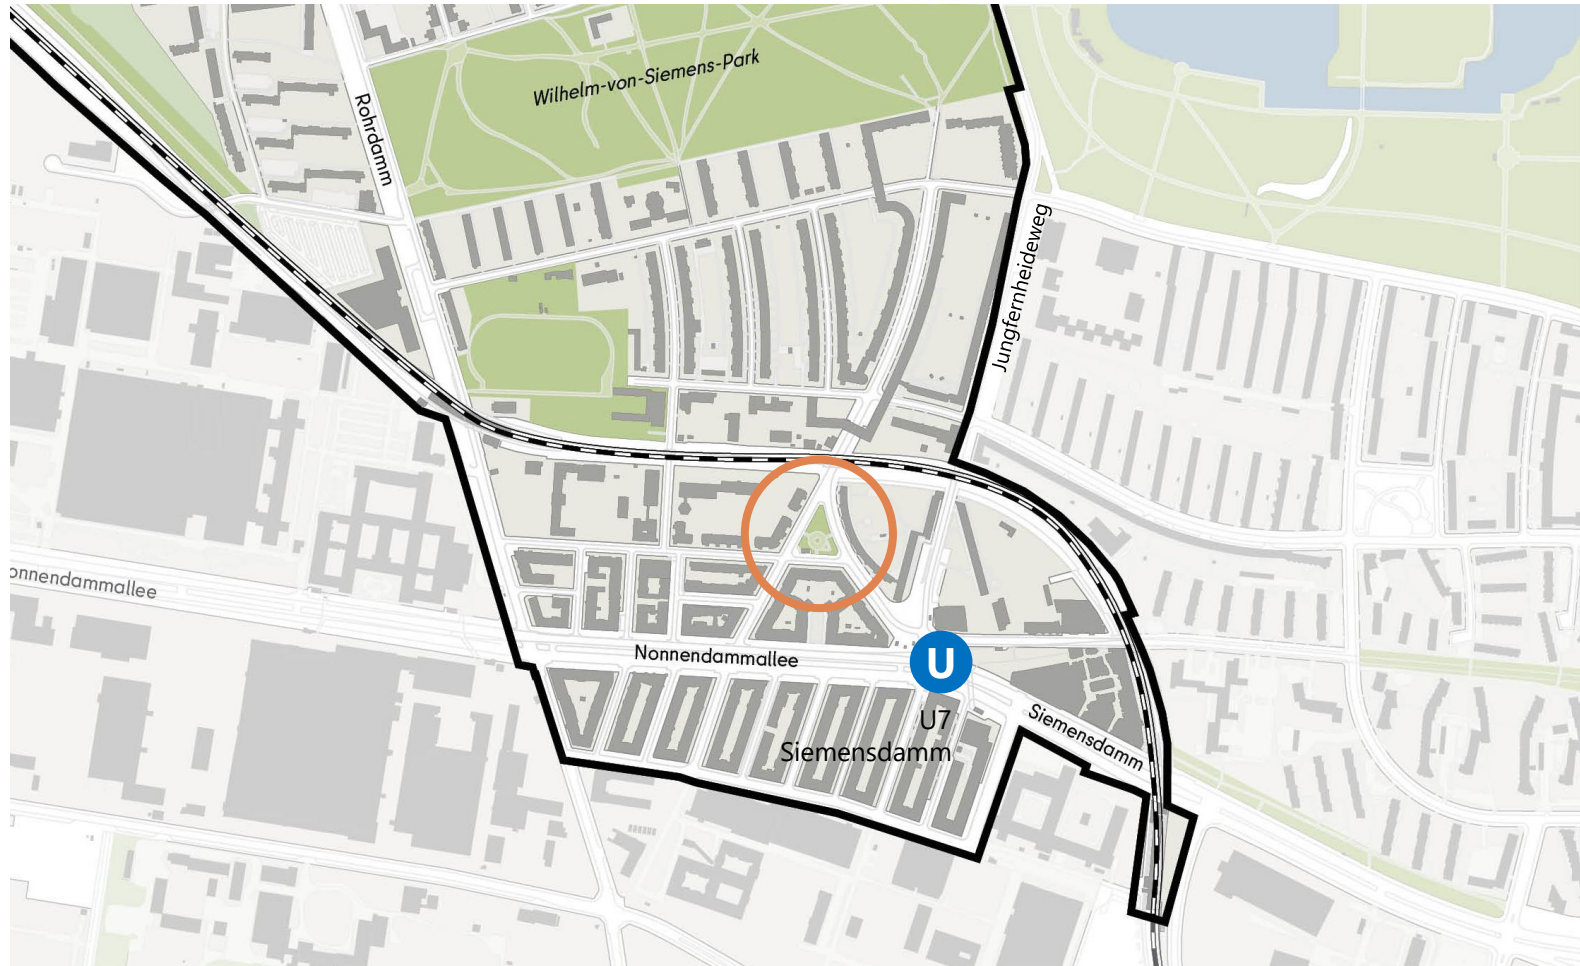 Wilhelm-von-Siemens-Park
Rohrdamm
Jungfernheideweg
onnendammallee
Nonnendammallee
U
U7
Siemensdamm
Siemensdamm